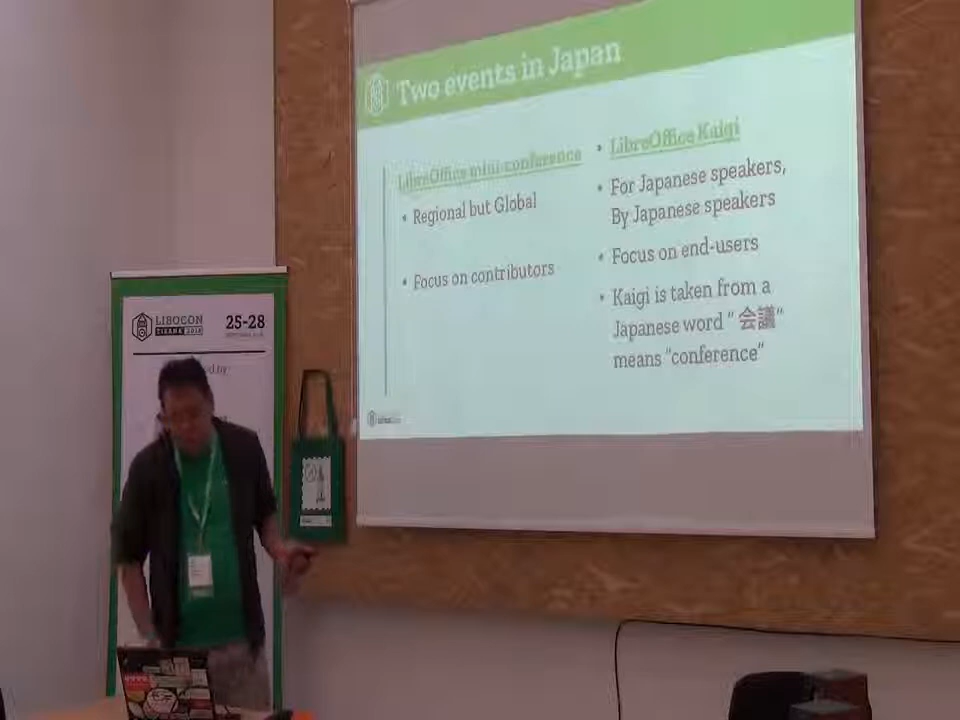 Two events in Japan
LibreOffice mini-conference
• Regional but Global
• Focus on contributors
• LibreOffice Kaigi
• For Japanese speakers,
By Japanese speakers
• Focus on end-users
• Kaigi is taken from a
Japanese word " 会議"
means "conference"
LIBOCON
TIRANA 2018
25-28